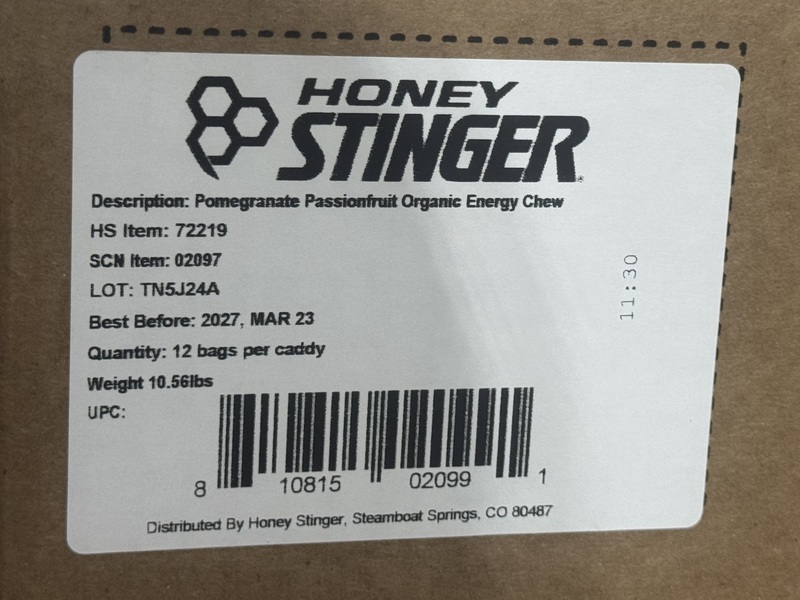 HONEY
STINGER
Description: Pomegranate Passionfruit Organic Energy Chew
HS Item: 72219
SCN Item: 02097
LOT: TN5J24A
Best Before: 2027, MAR 23
Quantity: 12 bags per caddy
Weight 10.56lbs
UPC:
8 10815 02099 1
Distributed By Honey Stinger, Steamboat Springs, CO 80487
11:30